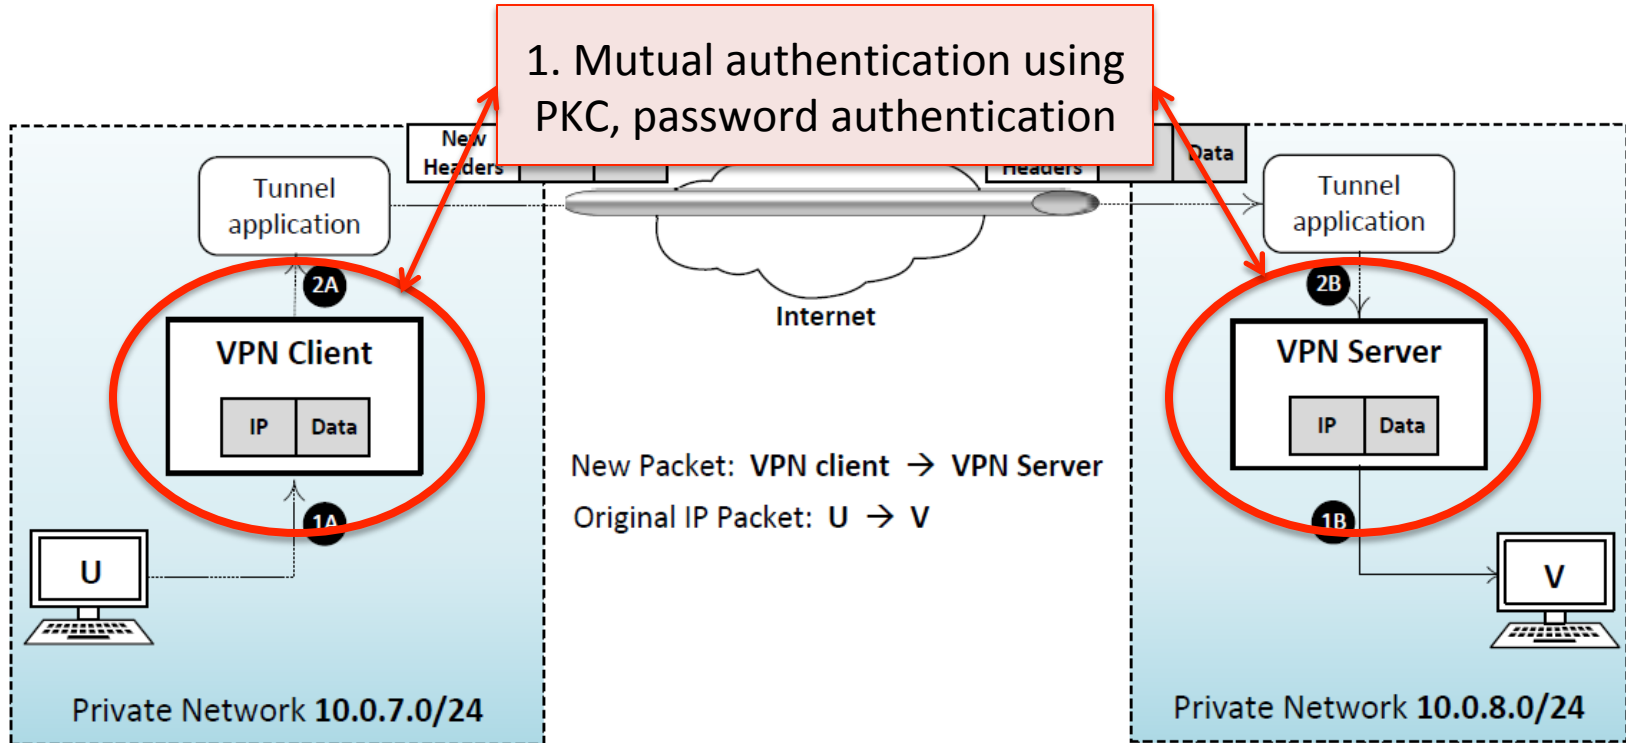 1. Mutual authentication using
PKC, password authentication
New
Headers
Headers
Data
Tunnel
application
Tunnel
application
2A
2B
Internet
VPN Client
IP
Data
VPN Server
IP
Data
New Packet: VPN client → VPN Server
Original IP Packet: U → V
1A
1B
U
V
Private Network 10.0.7.0/24
Private Network 10.0.8.0/24